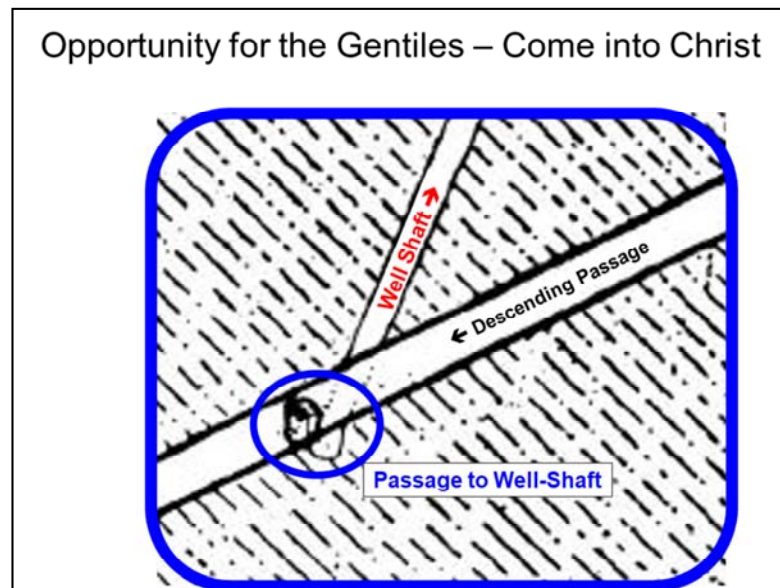 Opportunity for the Gentiles – Come into Christ
Well Shaft →
← Descending Passage
Passage to Well-Shaft